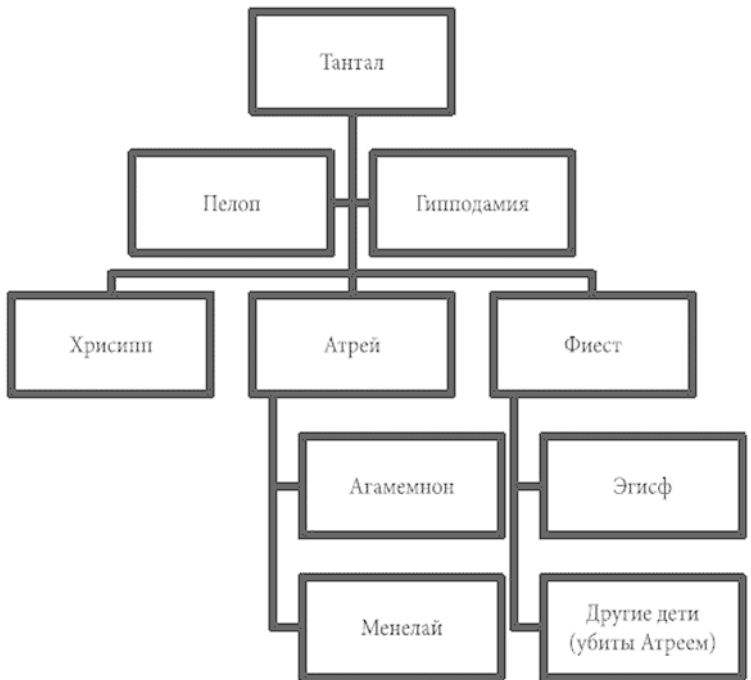 Тантал
Пелоп
Гипподамия
Хрисипп
Атрей
Фиест
Агамемнон
Эгисф
Менелай
Другие дети
(убиты Атреем)